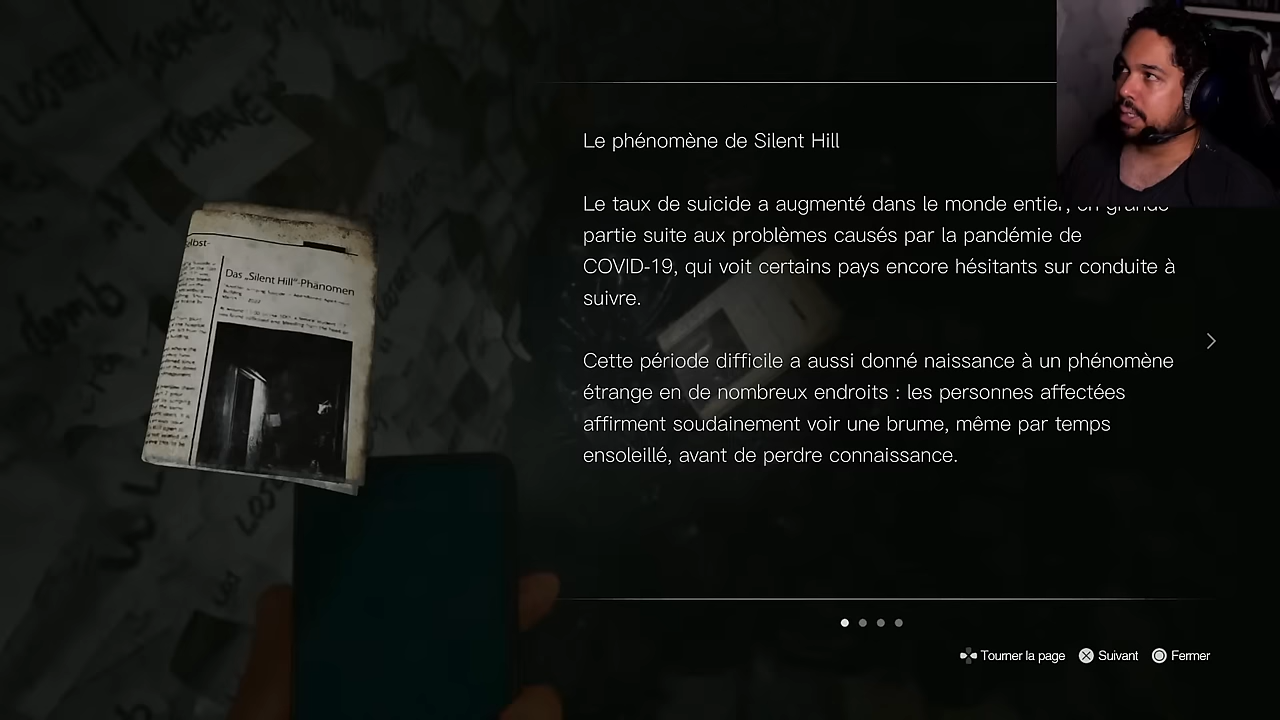 Le phénomène de Silent Hill
Le taux de suicide a augmenté dans le monde entier, en grande
partie suite aux problèmes causés par la pandémie de
COVID-19, qui voit certains pays encore hésitants sur conduite à
suivre.
Cette période difficile a aussi donné naissance à un phénomène
étrange en de nombreux endroits : les personnes affectées
affirment soudainement voir une brume, même par temps
ensoleillé, avant de perdre connaissance.
Tourner la page Suivant Fermer
elbst-
Das „Silent Hill"-Phänomen
LOSER